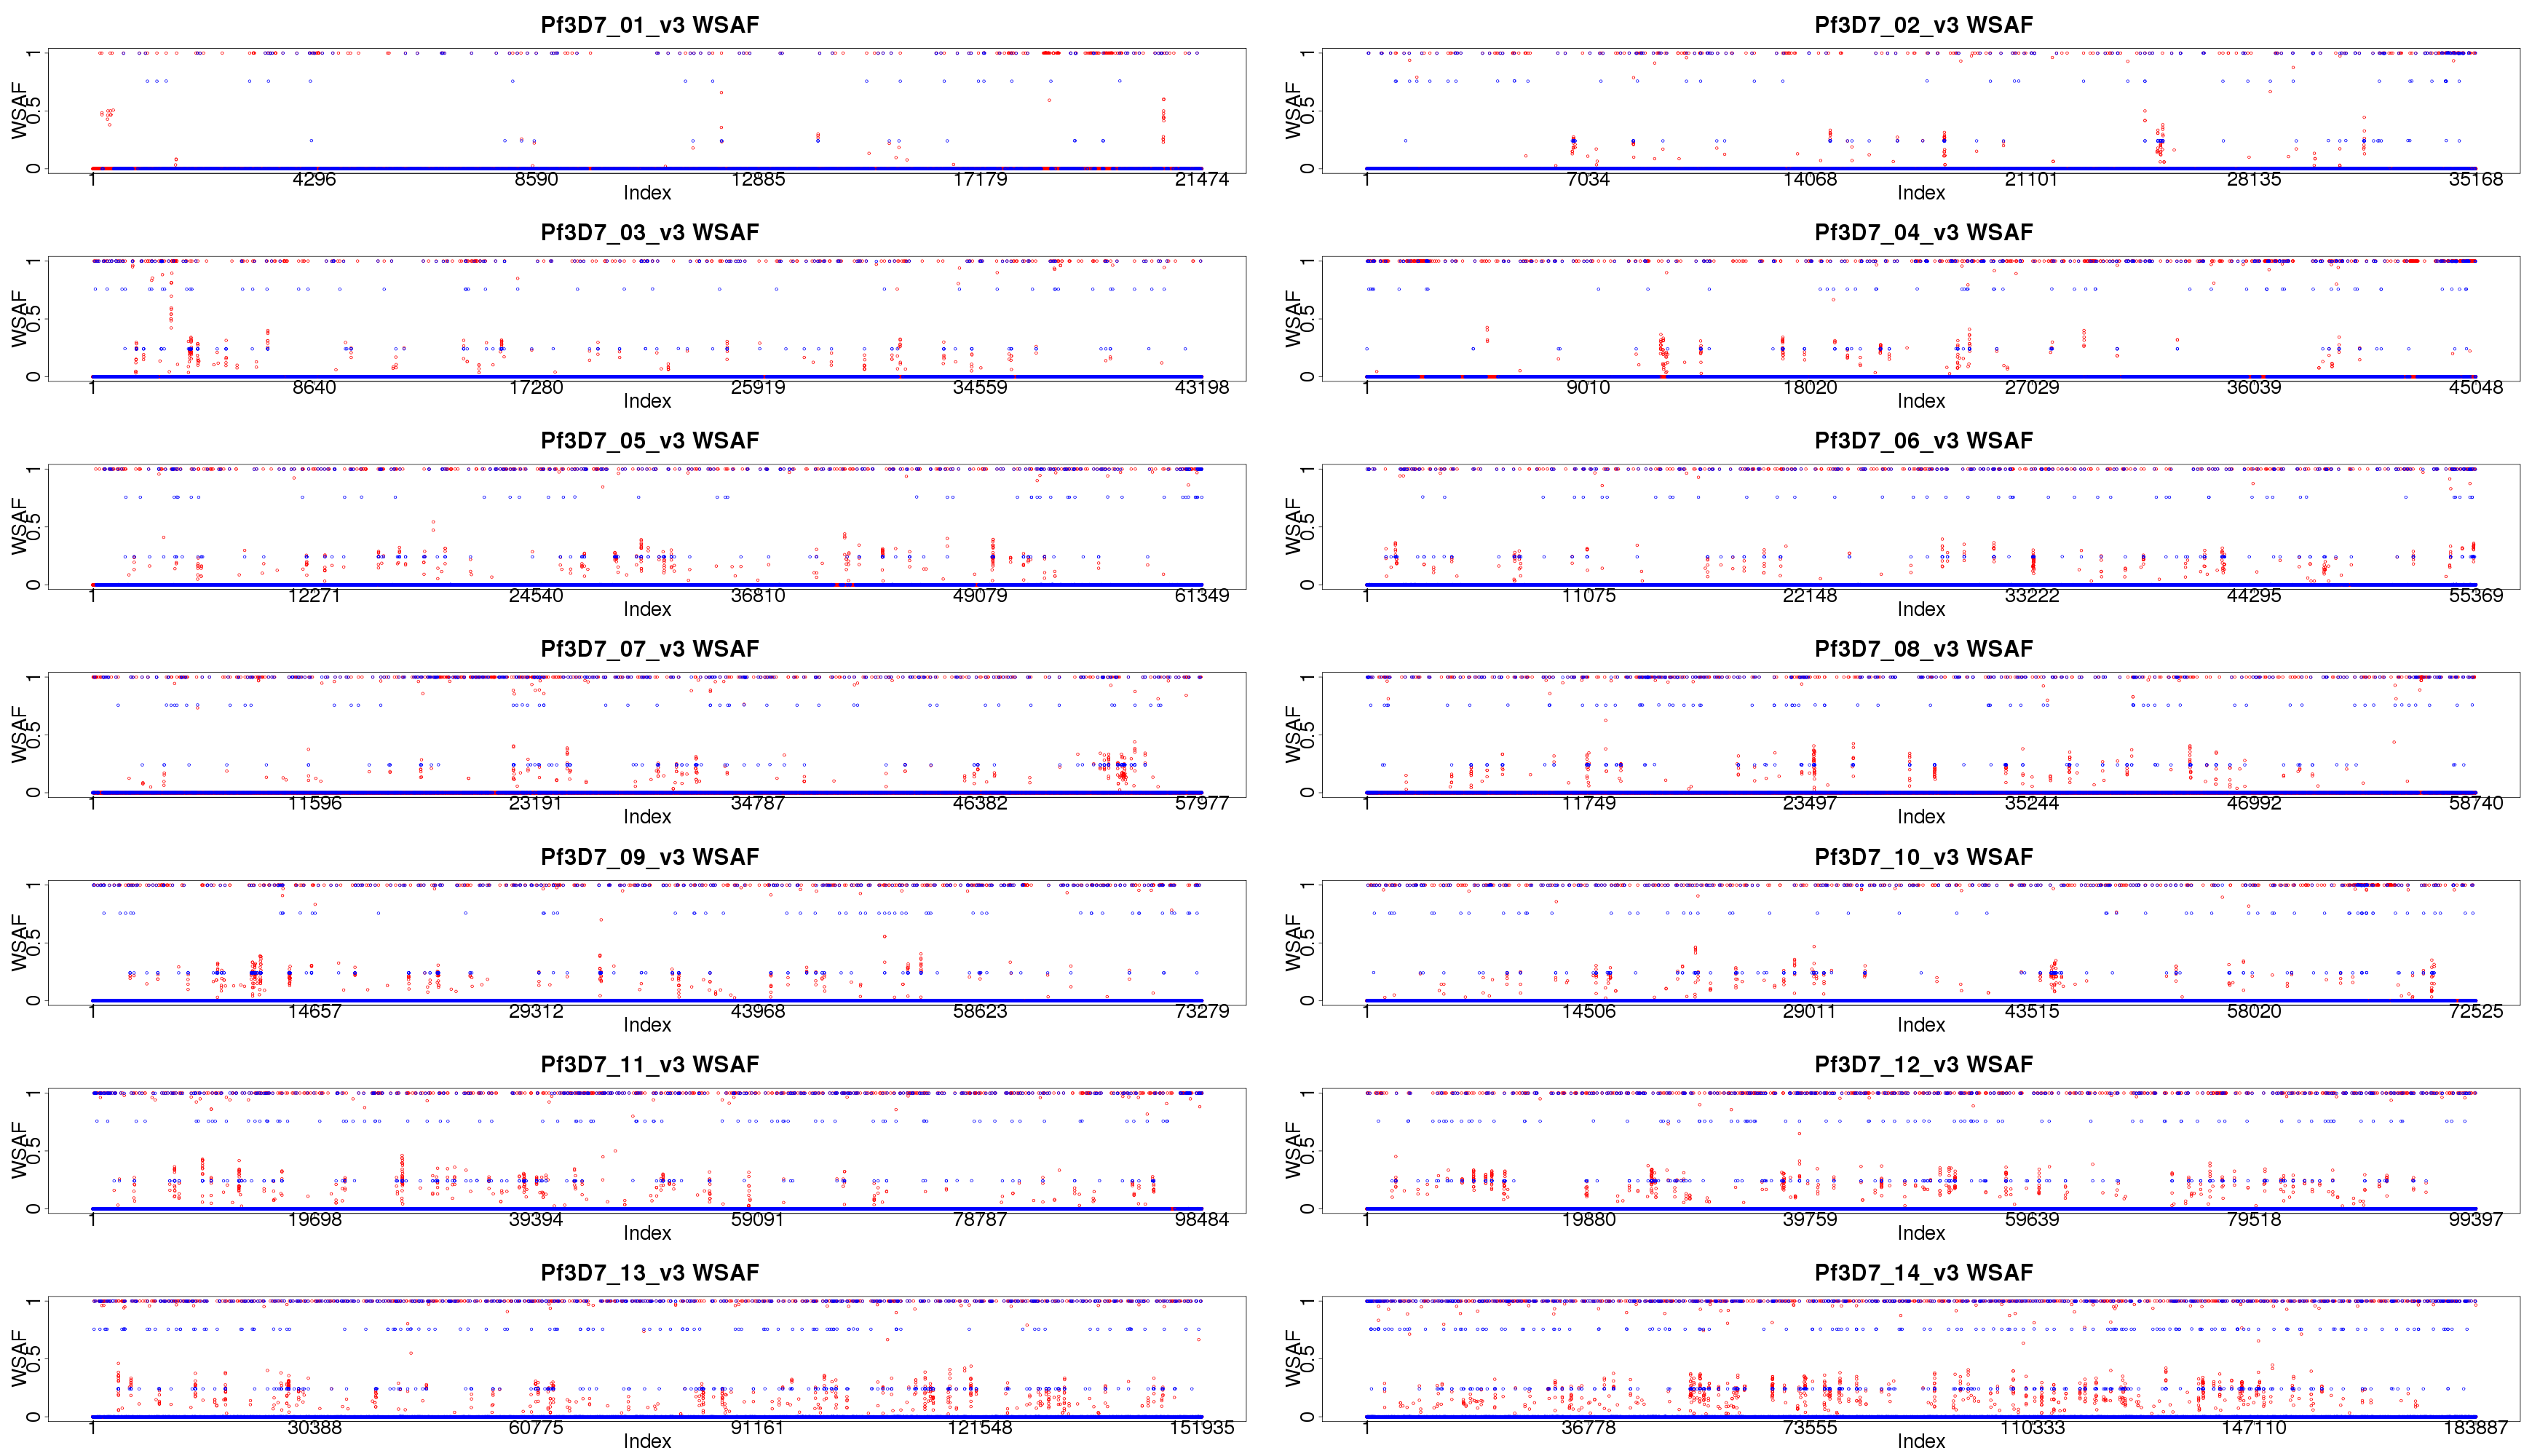 Pf3D7_01_v3 WSAF
WSAF
1
0.5
0
1 4296 8590 12885 17179 21474
Index
Pf3D7_02_v3 WSAF
WSAF
1
0.5
0
1 7034 14068 21101 28135 35168
Index
Pf3D7_03_v3 WSAF
WSAF
1
0.5
0
1 8640 17280 25919 34559 43198
Index
Pf3D7_04_v3 WSAF
WSAF
1
0.5
0
1 9010 18020 27029 36039 45048
Index
Pf3D7_05_v3 WSAF
WSAF
1
0.5
0
1 12271 24540 36810 49079 61349
Index
Pf3D7_06_v3 WSAF
WSAF
1
0.5
0
1 11075 22148 33222 44295 55369
Index
Pf3D7_07_v3 WSAF
WSAF
1
0.5
0
1 11596 23191 34787 46382 57977
Index
Pf3D7_08_v3 WSAF
WSAF
1
0.5
0
1 11749 23497 35244 46992 58740
Index
Pf3D7_09_v3 WSAF
WSAF
1
0.5
0
1 14657 29312 43968 58623 73279
Index
Pf3D7_10_v3 WSAF
WSAF
1
0.5
0
1 14506 29011 43515 58020 72525
Index
Pf3D7_11_v3 WSAF
WSAF
1
0.5
0
1 19698 39394 59091 78787 98484
Index
Pf3D7_12_v3 WSAF
WSAF
1
0.5
0
1 19880 39759 59639 79518 99397
Index
Pf3D7_13_v3 WSAF
WSAF
1
0.5
0
1 30388 60775 91161 121548 151935
Index
Pf3D7_14_v3 WSAF
WSAF
1
0.5
0
1 36778 73555 110333 147110 183887
Index